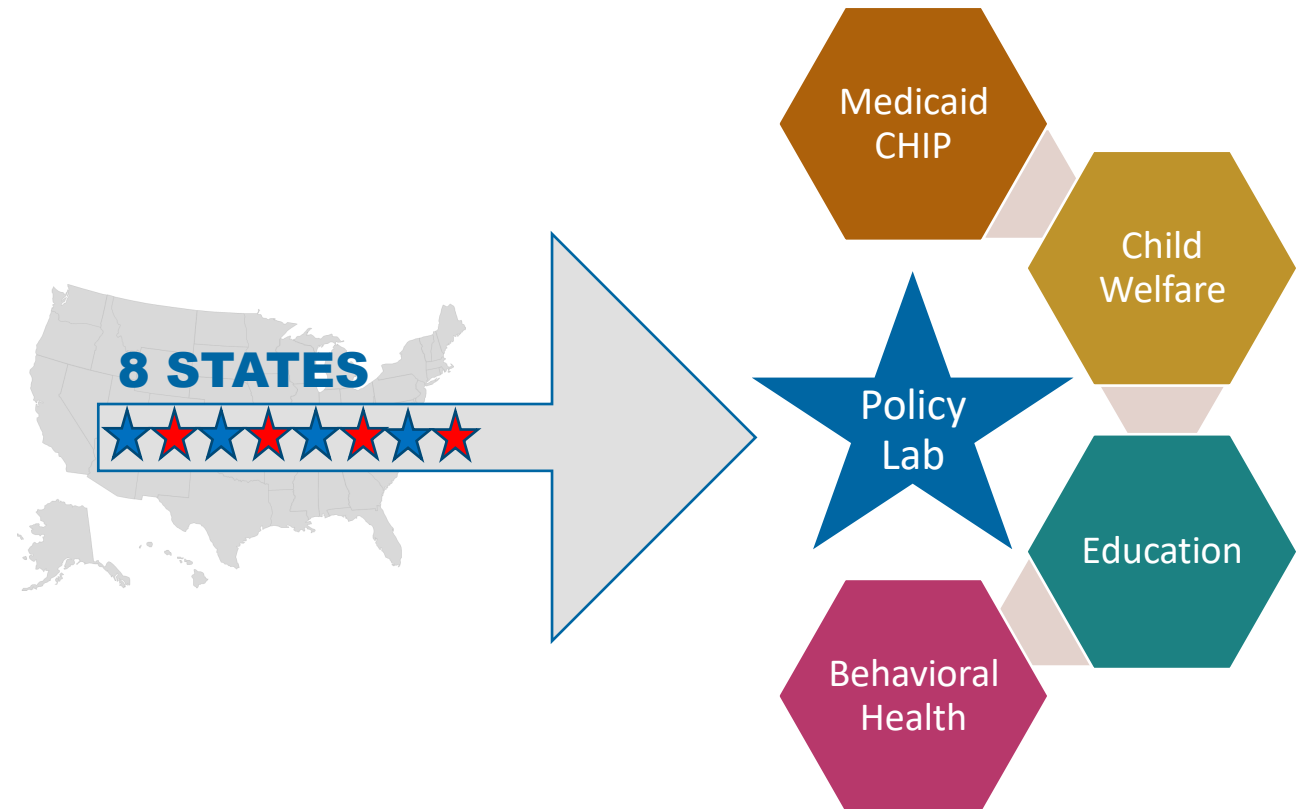 8 STATES
Medicaid
CHIP
Child
Welfare
Policy
Lab
Education
Behavioral
Health